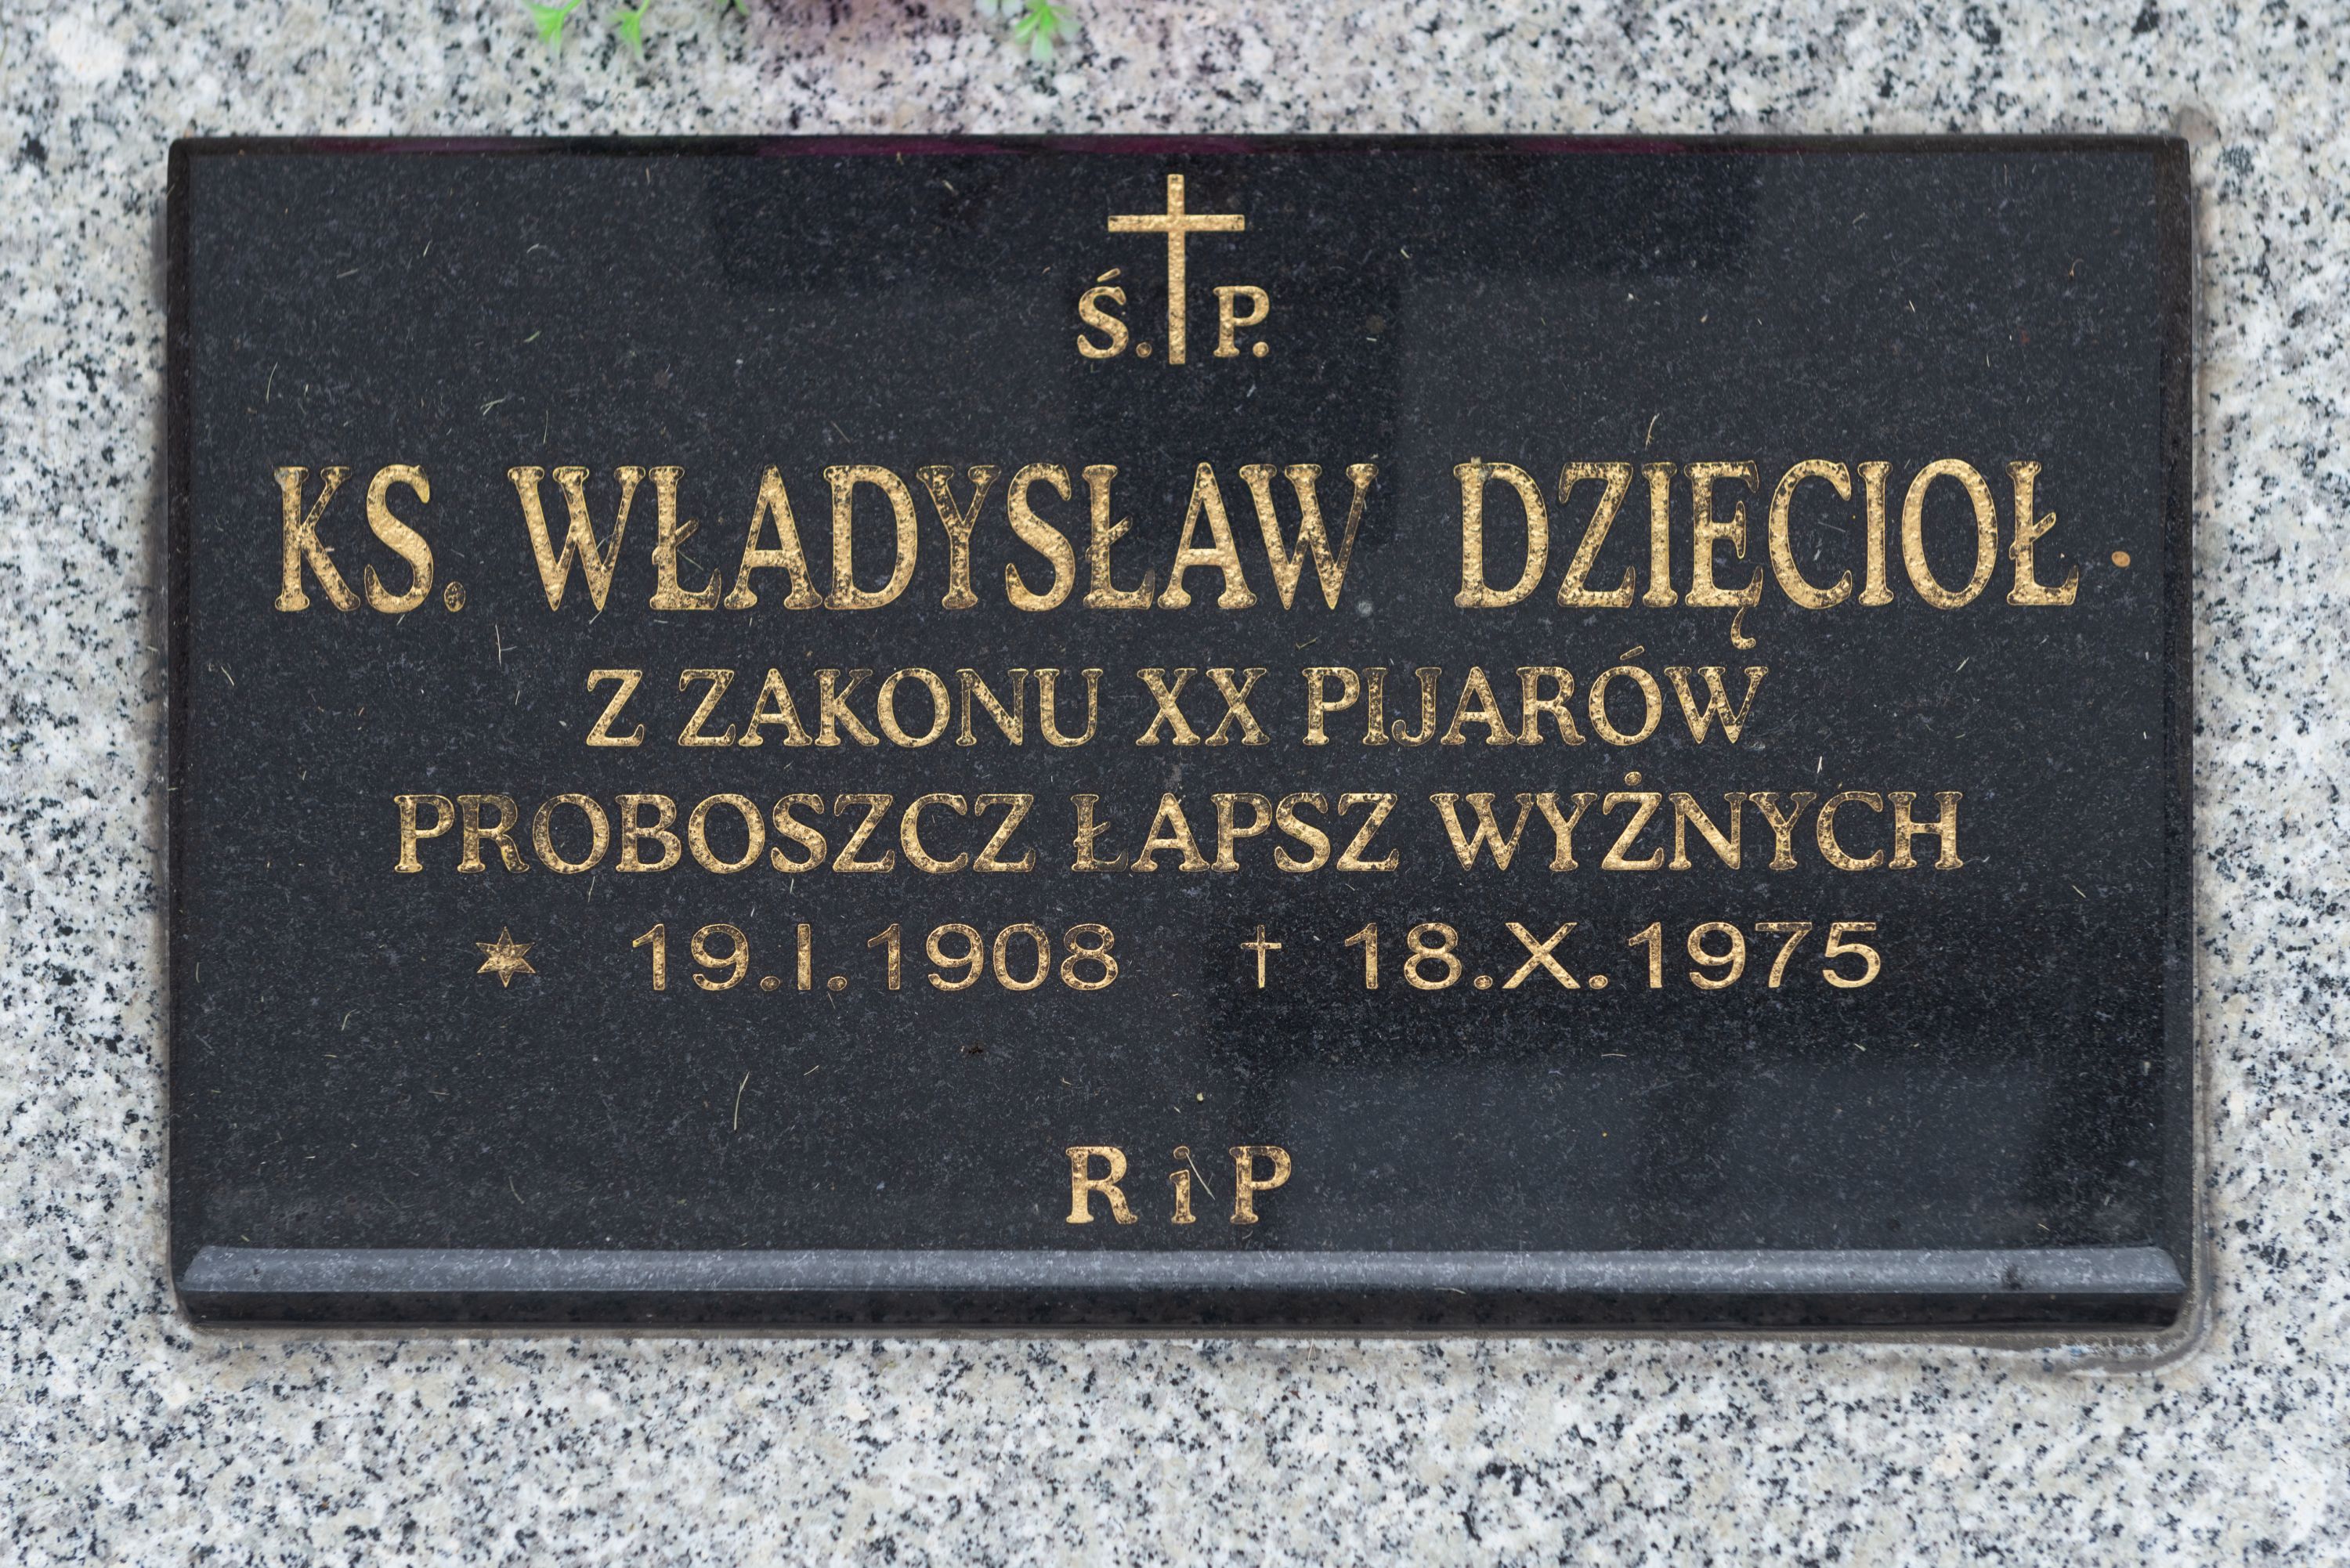 Ś. P.
KS. WŁADYSŁAW DZIĘCIOŁ
Z ZAKONU XX PIJARÓW
PROBOSZCZ ŁAPSZ WYŻNYCH
✶ 19.I.1908 † 18.X.1975
R i P